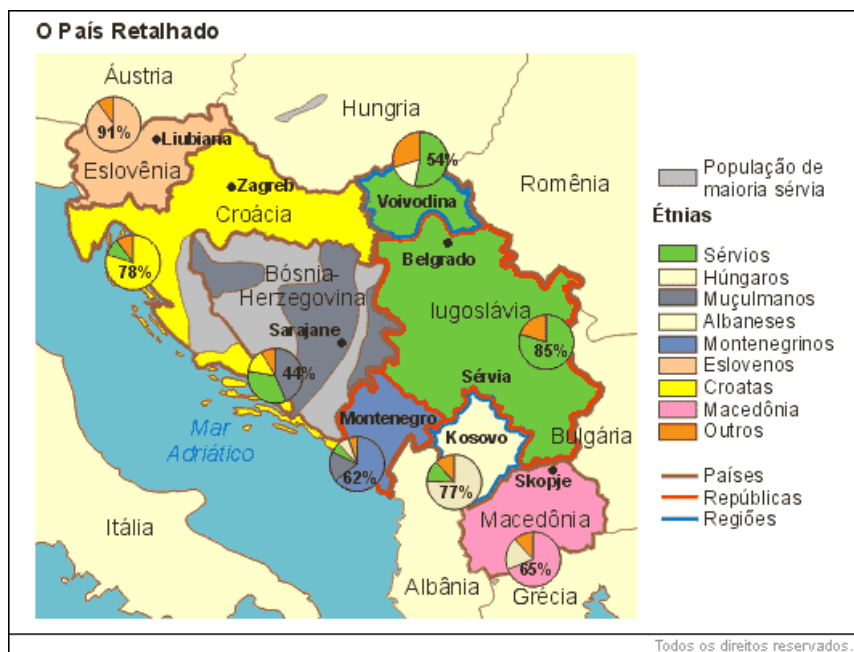 O País Retalhado
Áustria
Hungria
91%
Liubiana
Eslovênia
Zagreb
Croácia
54%
Voivodina
Romênia
População de
maioria sérvia
Étnias
Sérvios
Húngaros
Muçulmanos
Albaneses
Montenegrinos
Eslovenos
Croatas
Macedônia
Outros
Países
Repúblicas
Regiões
78%
Bósnia-
Herzegovina
Belgrado
Iugoslávia
Sarajane
85%
44%
Sérvia
Mar
Adriático
Montenegro
Kosovo
Bulgária
62%
77%
Skopje
Macedônia
Itália
65%
Albânia
Grécia
Todos os direitos reservados.